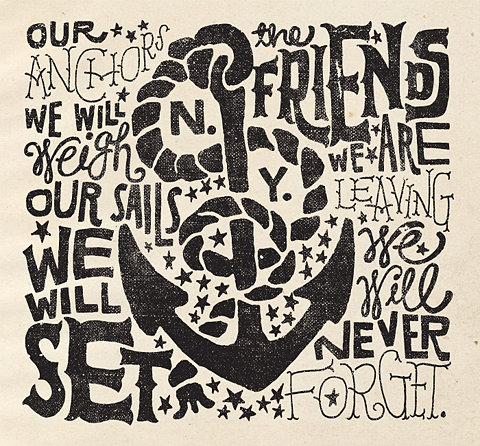 OUR
ANCHORS
WE WILL
Weigh
OUR SAILS
WE
WILL
SET
N.
Y.
the
FRIENDS
WE ARE
LEAVING
We
Will
NEVER
FORGET.